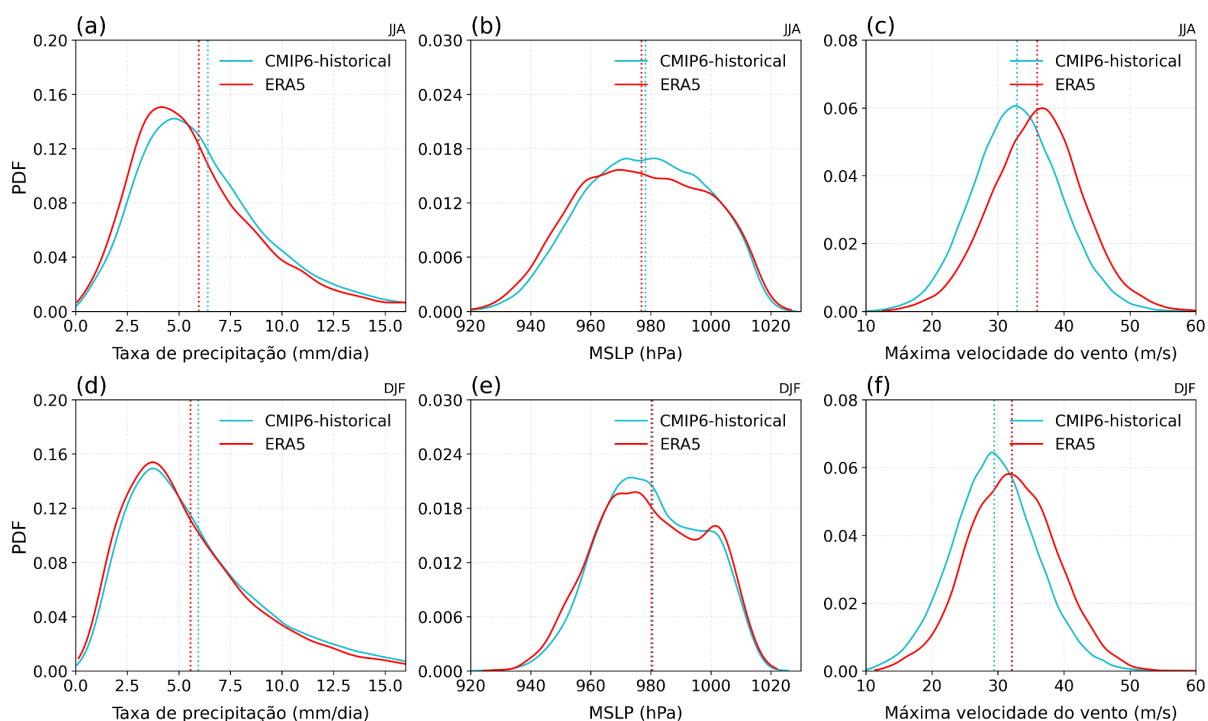 (a)
JJA
CMIP6-historical
ERA5
PDF
0.20
0.16
0.12
0.08
0.04
0.00
0.0 2.5 5.0 7.5 10.0 12.5 15.0
Taxa de precipitação (mm/dia)
(b)
JJA
CMIP6-historical
ERA5
0.030
0.024
0.018
0.012
0.006
0.000
920 940 960 980 1000 1020
MSLP (hPa)
(c)
JJA
CMIP6-historical
ERA5
0.08
0.06
0.04
0.02
0.00
10 20 30 40 50 60
Máxima velocidade do vento (m/s)
(d)
DJF
CMIP6-historical
ERA5
PDF
0.20
0.16
0.12
0.08
0.04
0.00
0.0 2.5 5.0 7.5 10.0 12.5 15.0
Taxa de precipitação (mm/dia)
(e)
DJF
CMIP6-historical
ERA5
0.030
0.024
0.018
0.012
0.006
0.000
920 940 960 980 1000 1020
MSLP (hPa)
(f)
DJF
CMIP6-historical
ERA5
0.08
0.06
0.04
0.02
0.00
10 20 30 40 50 60
Máxima velocidade do vento (m/s)